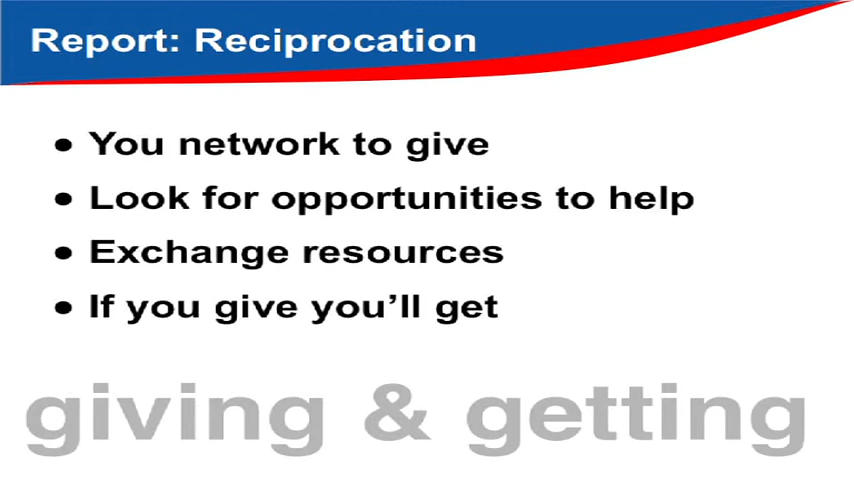 Report: Reciprocation
● You network to give
● Look for opportunities to help
● Exchange resources
● If you give you’ll get
giving & getting